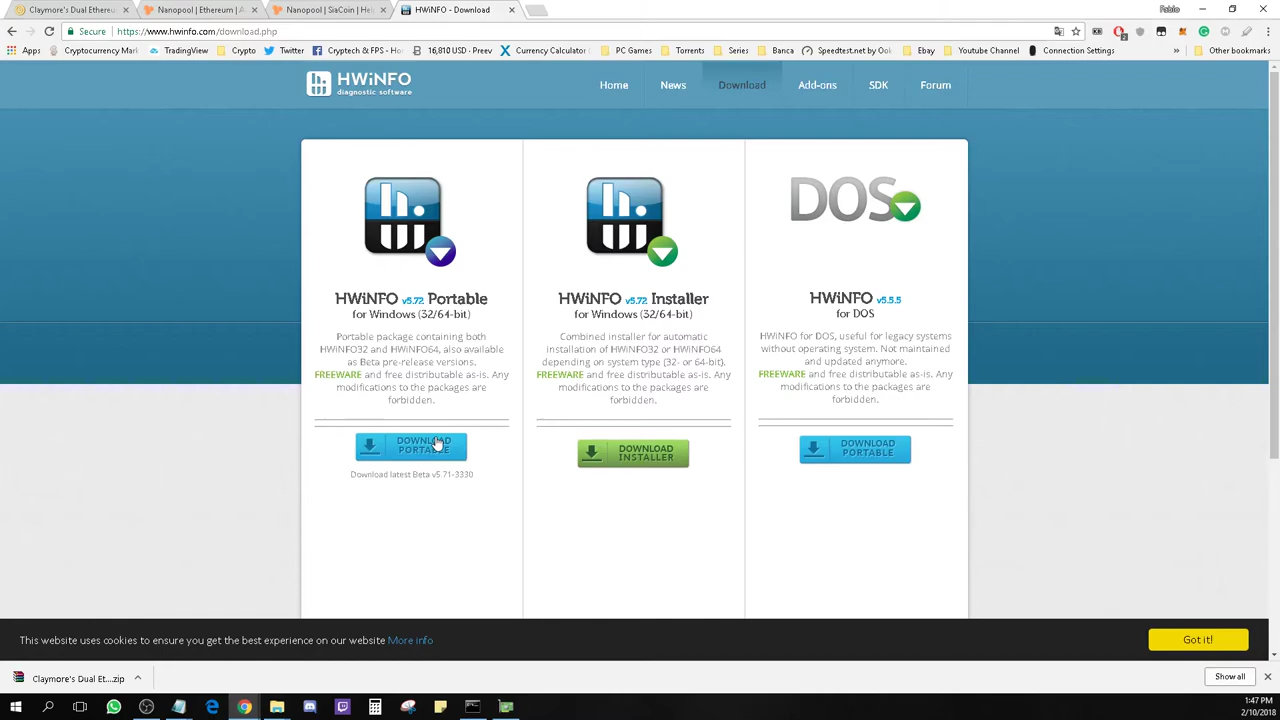 Claymore's Dual Ethereu
Nanopool | Ethereum | A
Nanopool | SiaCoin | Hel
HWiNFO - Download
Pablo
Secure https://www.hwinfo.com/download.php
Apps Cryptocurrency Mark TradingView Crypto Twitter Cryptech & FPS - Ho 16,810 USD - Preev Currency Calculator ( PC Games Torrents Series Banca Speedtest.net by Ook Ebay Youtube Channel Connection Settings » Other bookmarks
HWiNFO
diagnostic software
Home News Download Add-ons SDK Forum
DOS
HWiNFO v5.72 Portable
for Windows (32/64-bit)
Portable package containing both
HWiNFO32 and HWiNFO64, also available
as Beta pre-release versions.
FREEWARE and free distributable as-is. Any
modifications to the packages are
forbidden.
DOWNLOAD
PORTABLE
Download latest Beta v5.71-3330
HWiNFO v5.72 Installer
for Windows (32/64-bit)
Combined installer for automatic
installation of HWiNFO32 or HWiNFO64
depending on system type (32- or 64-bit).
FREEWARE and free distributable as-is. Any
modifications to the packages are
forbidden.
DOWNLOAD
INSTALLER
HWiNFO v5.5.5
for DOS
HWiNFO for DOS, useful for legacy systems
without operating system. Not maintained
and updated anymore.
FREEWARE and free distributable as-is. Any
modifications to the packages are
forbidden.
DOWNLOAD
PORTABLE
This website uses cookies to ensure you get the best experience on our website More info
Got it!
Claymore's Dual Et....zip
Show all
1:47 PM
2/10/2018